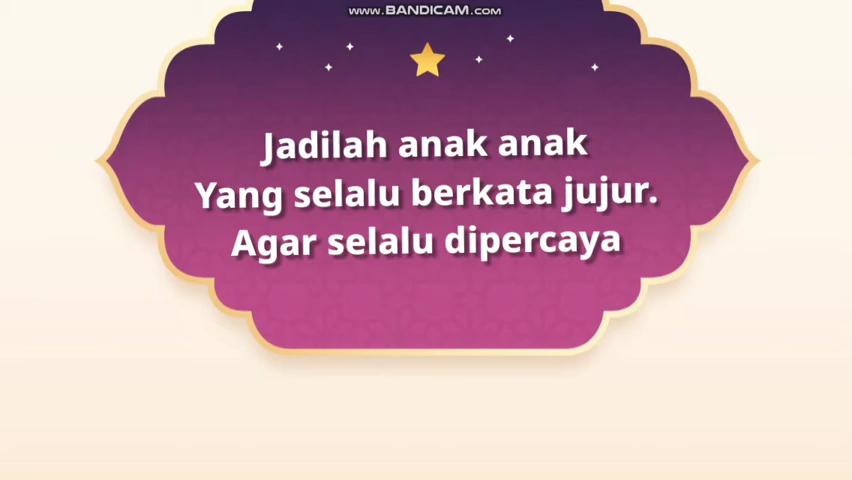 WWW.BANDICAM.COM
Jadilah anak anak
Yang selalu berkata jujur.
Agar selalu dipercaya